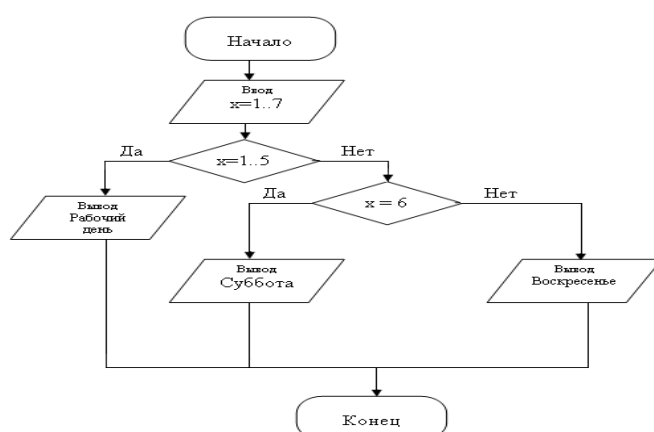 Начало
Ввод
x=1..7
Да
x=1..5
Нет
Вывод
Рабочий
день
Да
x = 6
Нет
Вывод
Суббота
Вывод
Воскресенье
Конец